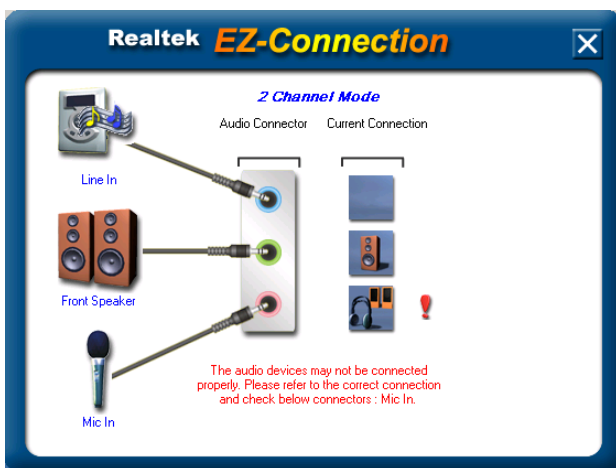 Realtek EZ-Connection
2 Channel Mode
Audio Connector Current Connection
Line In
Front Speaker
Mic In
The audio devices may not be connected
properly. Please refer to the correct connection
and check below connectors : Mic In.